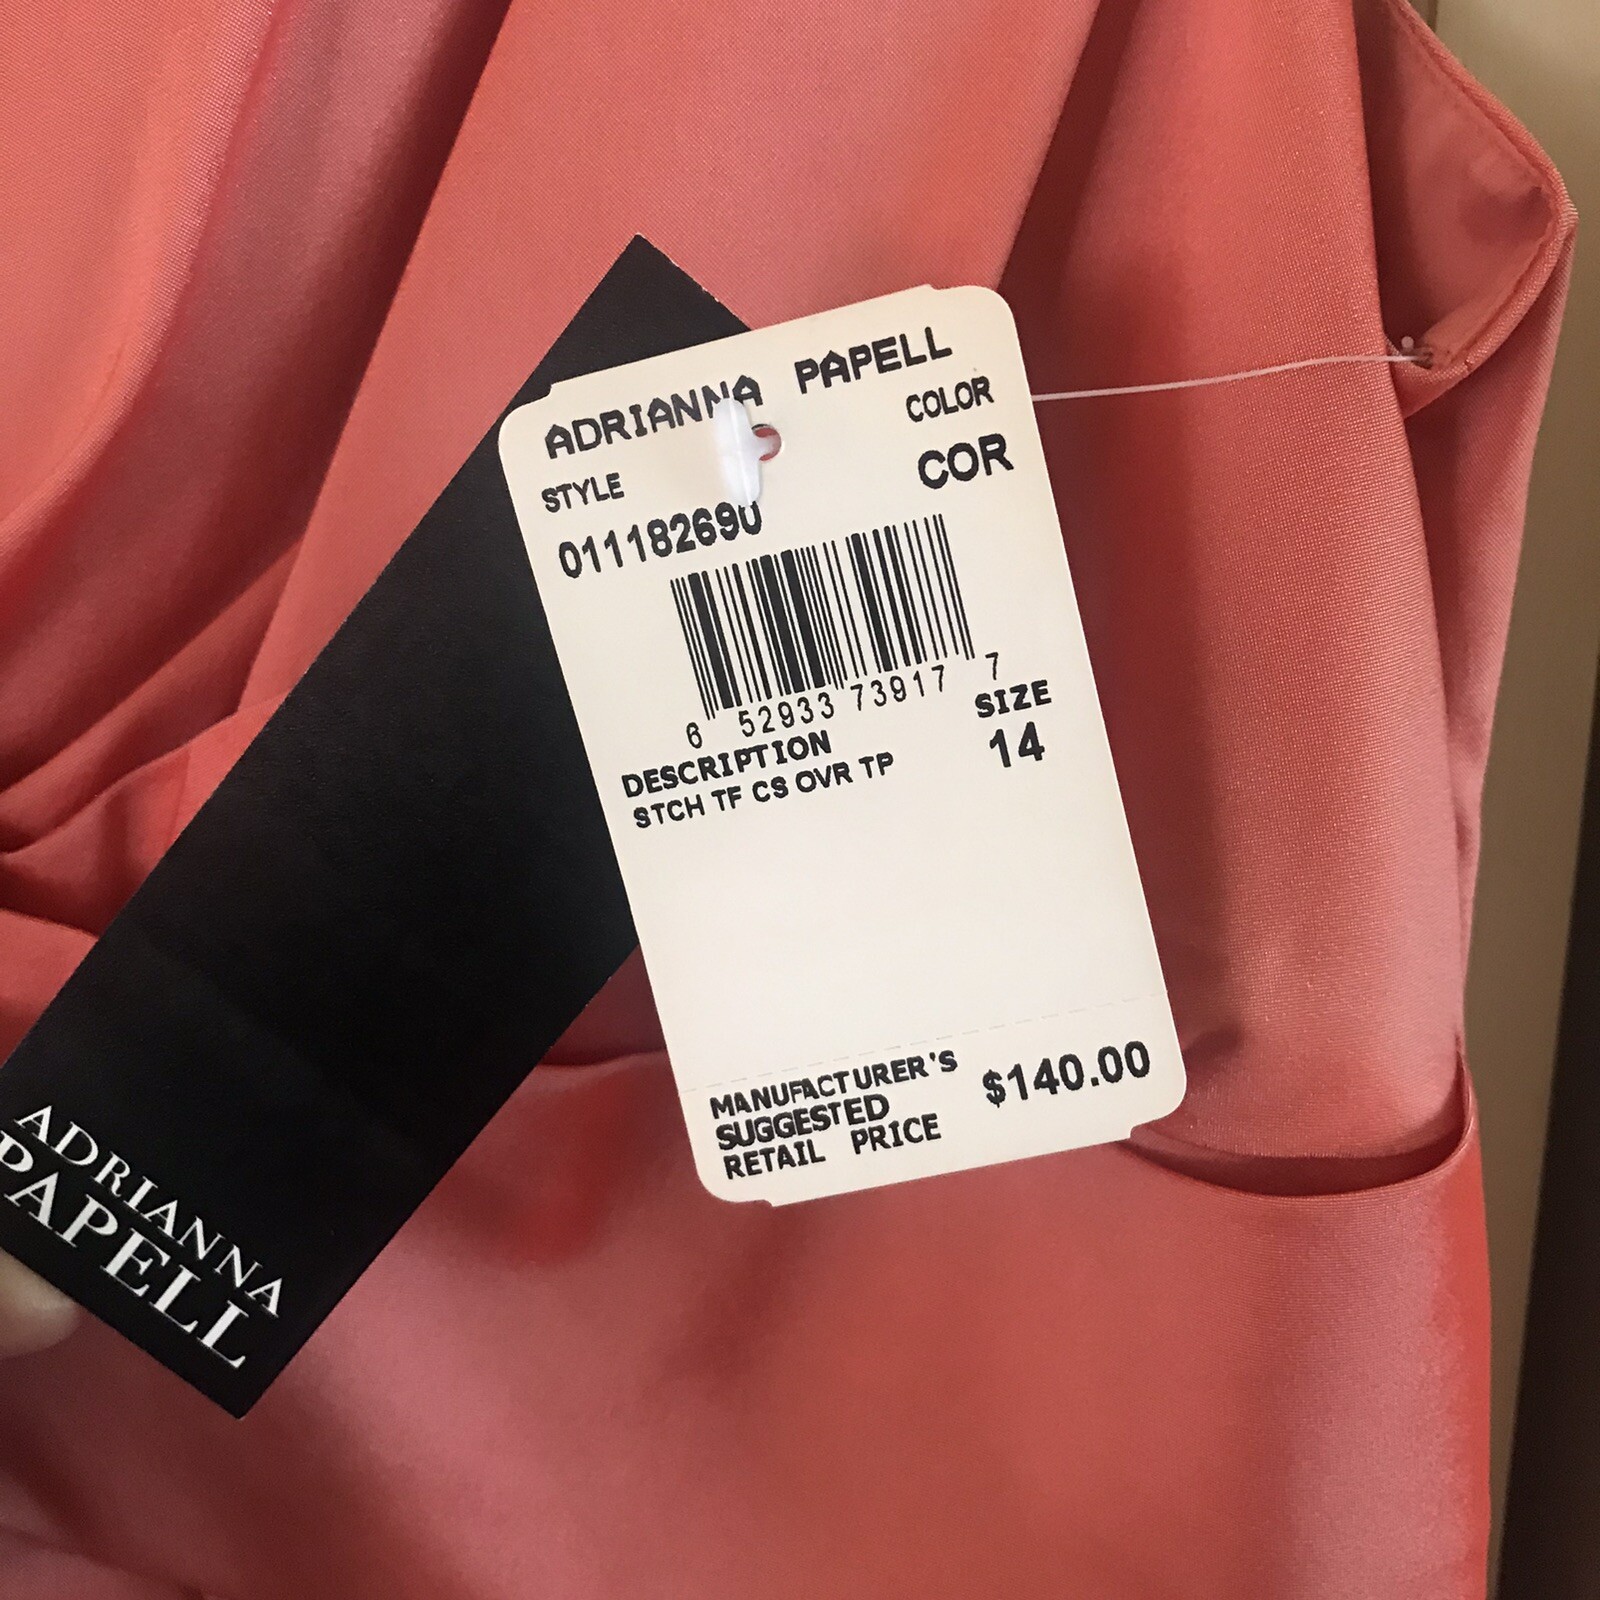 ADRIANNA PAPELL
STYLE
COLOR
011182690
COR
6 52933 73917 7
DESCRIPTION
SIZE
STCH TF CS OVR TP
14
MANUFACTURER'S
SUGGESTED
RETAIL PRICE
$140.00
ADRIANNA
PAPELL